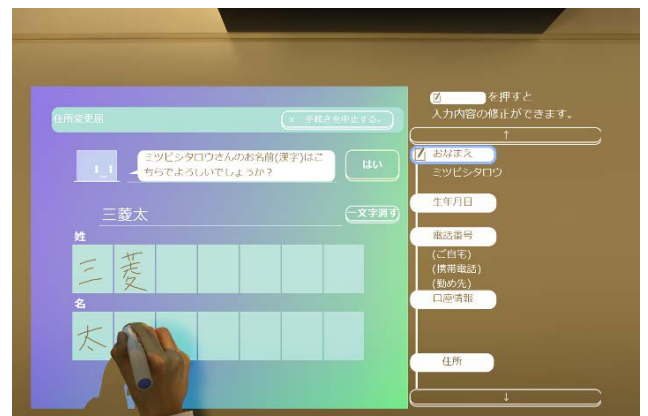 住所変更届
× 手続きを中止する。
ミツビシタロウさんのお名前(漢字)はこ
ちらでよろしいでしょうか？
はい
三菱太
一文字消す
姓
三菱
名
太
を押すと
入力内容の修正ができます。
↑
おなまえ
ミツビシタロウ
生年月日
電話番号
(ご自宅)
(携帯電話)
(勤め先)
口座情報
住所
↓